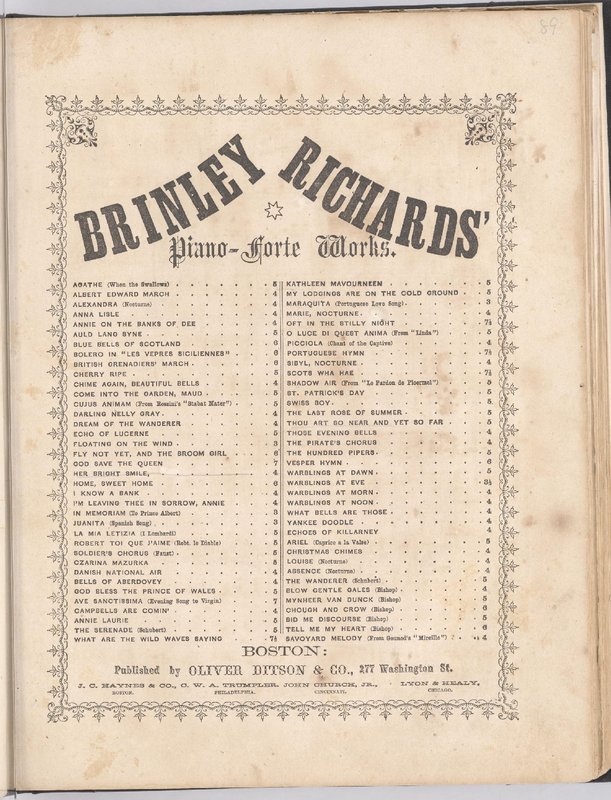 89
BRINLEY RICHARDS'
Piano-Forte Works.
AGATHE (When the Swallows) 5
ALBERT EDWARD MARCH 4
ALEXANDRA (Nocturne) 4
ANNA LISLE 4
ANNIE ON THE BANKS OF DEE 4
AULD LANG SYNE 5
BLUE BELLS OF SCOTLAND 6
BOLERO IN "LES VEPRES SICILIENNES" 6
BRITISH GRENADIERS' MARCH 6
CHERRY RIPE 5
CHIME AGAIN, BEAUTIFUL BELLS 4
COME INTO THE GARDEN, MAUD 5
CUJUS ANIMAM (From Rossini's "Stabat Mater") 5
DARLING NELLY GRAY 4
DREAM OF THE WANDERER 4
ECHO OF LUCERNE 5
FLOATING ON THE WIND 3
FLY NOT YET, AND THE BROOM GIRL 6
GOD SAVE THE QUEEN 7
HER BRIGHT SMILE, 4
HOME, SWEET HOME 6
I KNOW A BANK 4
I'M LEAVING THEE IN SORROW, ANNIE 4
IN MEMORIAM (To Prince Albert) 3
JUANITA (Spanish Song) 3
LA MIA LETIZIA (I Lombardi) 5
ROBERT TOI QUE J'AIME (Robt. le Diable) 5
SOLDIER'S CHORUS (Faust) 5
CZARINA MAZURKA 5
DANISH NATIONAL AIR 4
BELLS OF ABERDOVEY 4
GOD BLESS THE PRINCE OF WALES 5
AVE SANCTISSIMA (Evening Song to Virgin) 7
CAMPBELLS ARE COMIN' 4
ANNIE LAURIE 5
THE SERENADE (Schubert) 5
WHAT ARE THE WILD WAVES SAYING 7½
KATHLEEN MAVOURNEEN 5
MY LODGINGS ARE ON THE COLD GROUND 5
MARAQUITA (Portuguese Love Song) 3
MARIE, NOCTURNE 4
OFT IN THE STILLY NIGHT 7½
O LUCE DI QUEST ANIMA (From "Linda") 5
PICCIOLA (Chant of the Captive) 4
PORTUGUESE HYMN 7½
SIBYL, NOCTURNE 4
SCOTS WHA HAE 7½
SHADOW AIR (From "Le Pardon de Ploermel")
ST. PATRICK'S DAY 5
SWISS BOY 5
THE LAST ROSE OF SUMMER 5
THOU ART SO NEAR AND YET SO FAR 5
THOSE EVENING BELLS 4
THE PIRATE'S CHORUS 4
THE HUNDRED PIPERS 5
VESPER HYMN 6
WARBLINGS AT DAWN 5
WARBLINGS AT EVE 3½
WARBLINGS AT MORN 4
WARBLINGS AT NOON 4
WHAT BELLS ARE THOSE 4
YANKEE DOODLE 4
ECHOES OF KILLARNEY 4
ARIEL (Caprice a la Valse) 5
CHRISTMAS CHIMES 4
LOUISE (Nocturne) 4
ABSENCE (Nocturne) 4
THE WANDERER (Schubert) 5
BLOW GENTLE GALES (Bishop) 4
MYNHEER VAN DUNCK (Bishop) 5
CHOUGH AND CROW (Bishop) 6
BID ME DISCOURSE (Bishop) 5
TELL ME MY HEART (Bishop) 6
SAVOYARD MELODY (From Gounod's "Mireille") 4
BOSTON:
Published by OLIVER DITSON & CO., 277 Washington St.
J. C. HAYNES & CO., C. W. A. TRUMPLER, JOHN CHURCH, JR., LYON & HEALY,
BOSTON. PHILADELPHIA. CINCINNATI. CHICAGO.